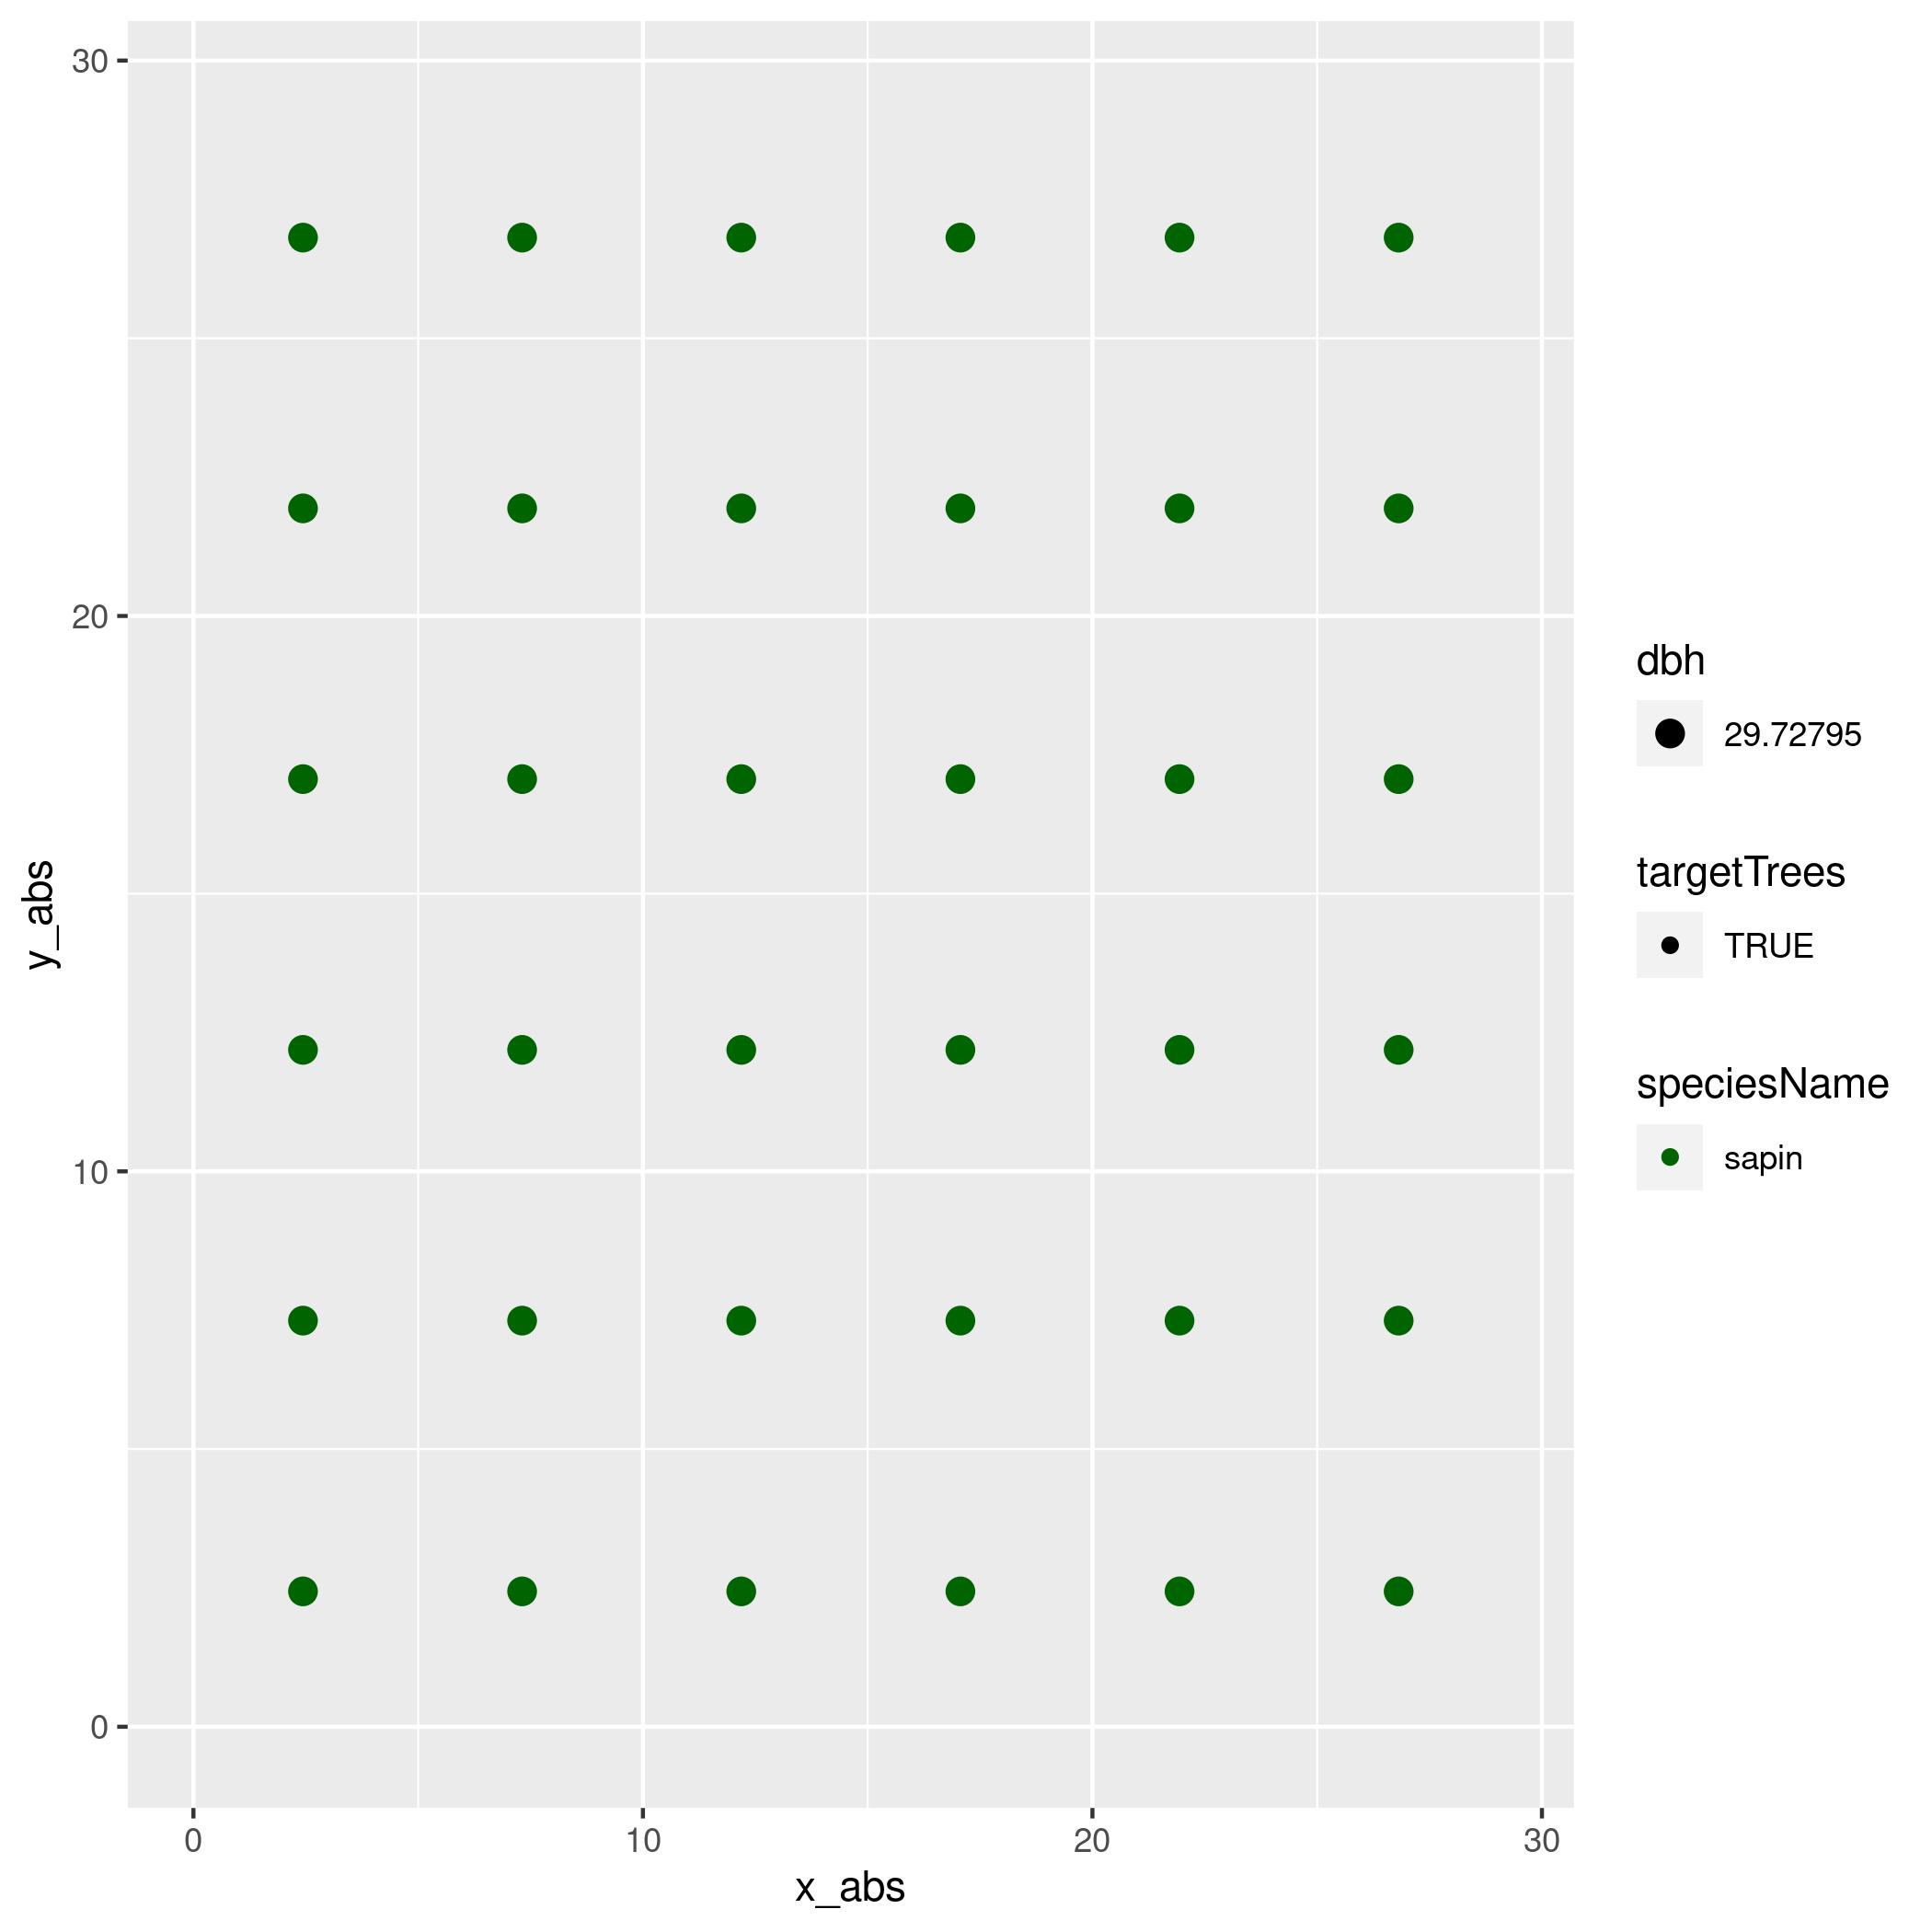 30
20
10
0
y_abs
0 10 20 30
x_abs
dbh
29.72795
targetTrees
TRUE
speciesName
sapin